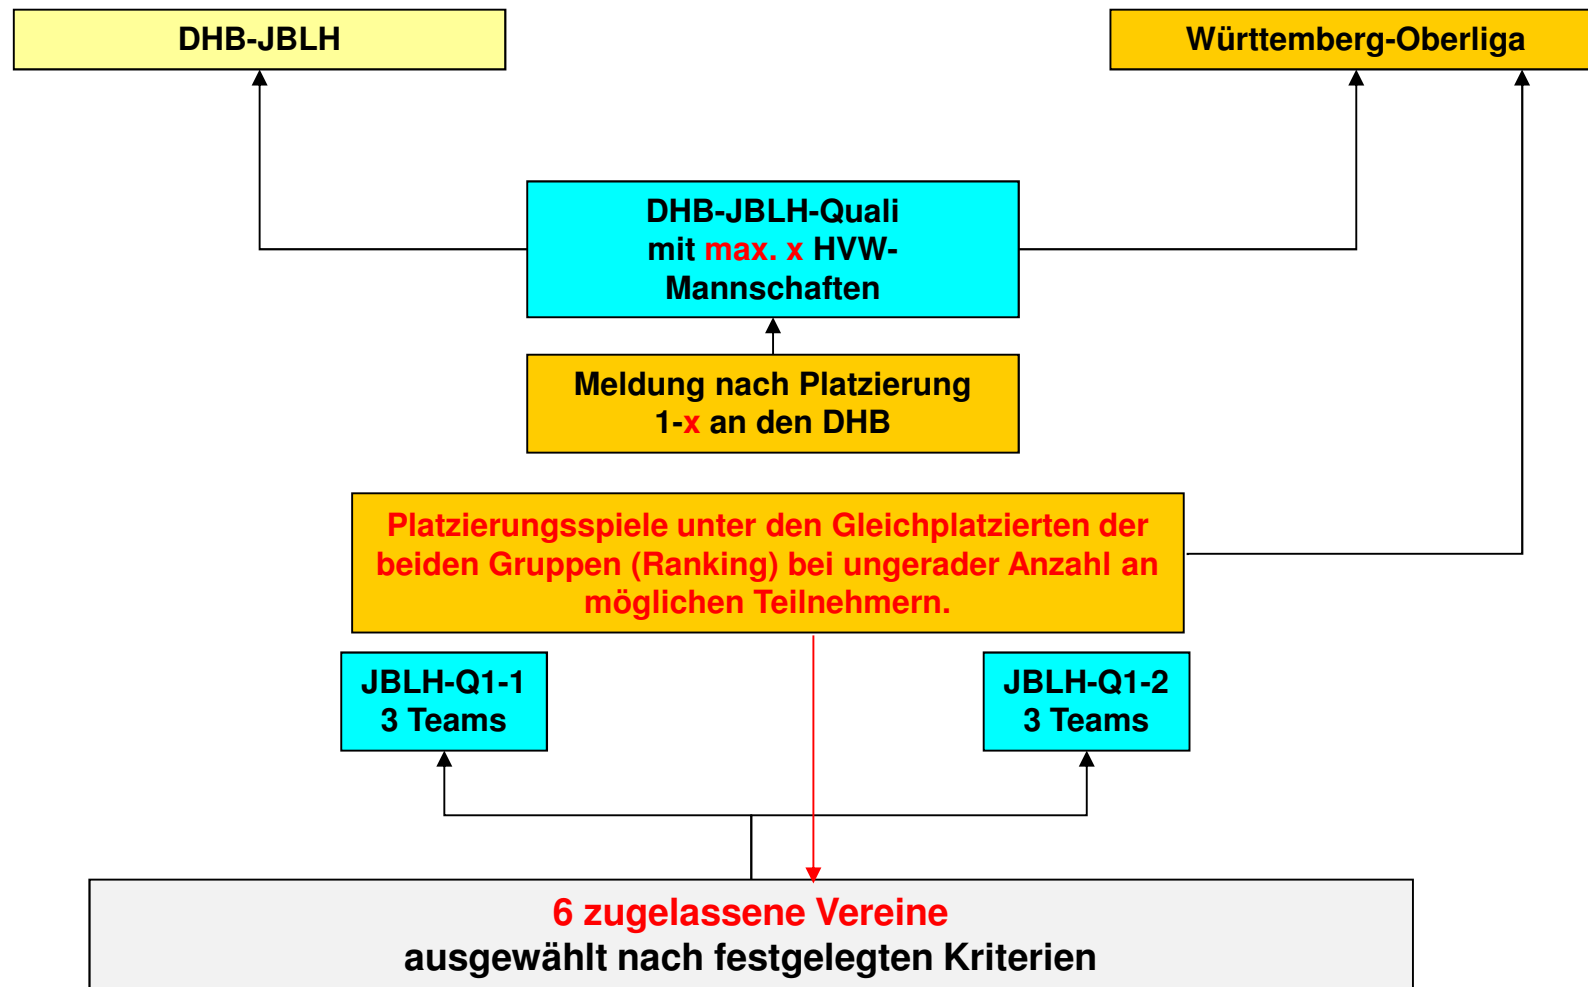 DHB-JBLH
Württemberg-Oberliga
DHB-JBLH-Quali
mit max. x HVW-
Mannschaften
Meldung nach Platzierung
1-x an den DHB
Platzierungsspiele unter den Gleichplatzierten der
beiden Gruppen (Ranking) bei ungerader Anzahl an
möglichen Teilnehmern.
JBLH-Q1-1
3 Teams
JBLH-Q1-2
3 Teams
6 zugelassene Vereine
ausgewählt nach festgelegten Kriterien